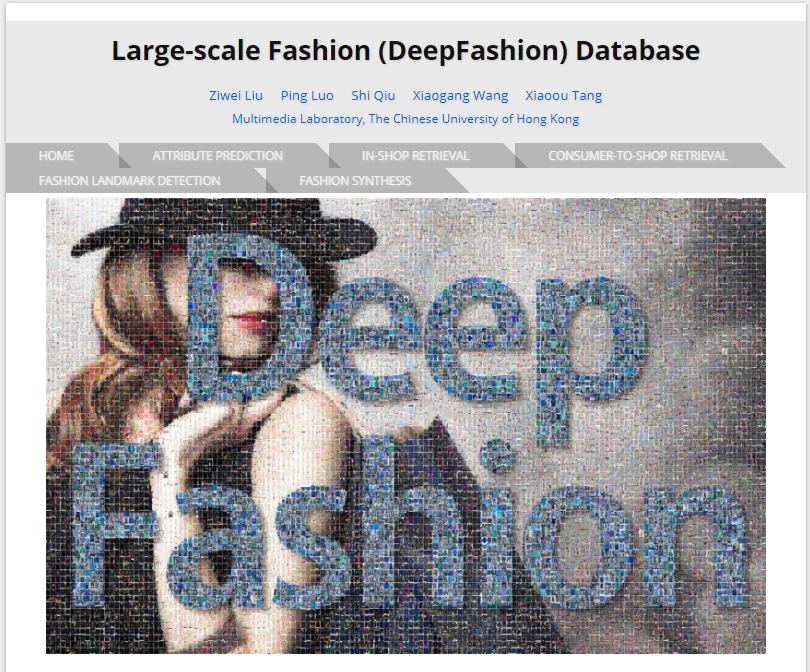 Large-scale Fashion (DeepFashion) Database
Ziwei Liu Ping Luo Shi Qiu Xiaogang Wang Xiaoou Tang
Multimedia Laboratory, The Chinese University of Hong Kong
HOME ATTRIBUTE PREDICTION IN-SHOP RETRIEVAL CONSUMER-TO-SHOP RETRIEVAL
FASHION LANDMARK DETECTION FASHION SYNTHESIS
Deep
Fashion